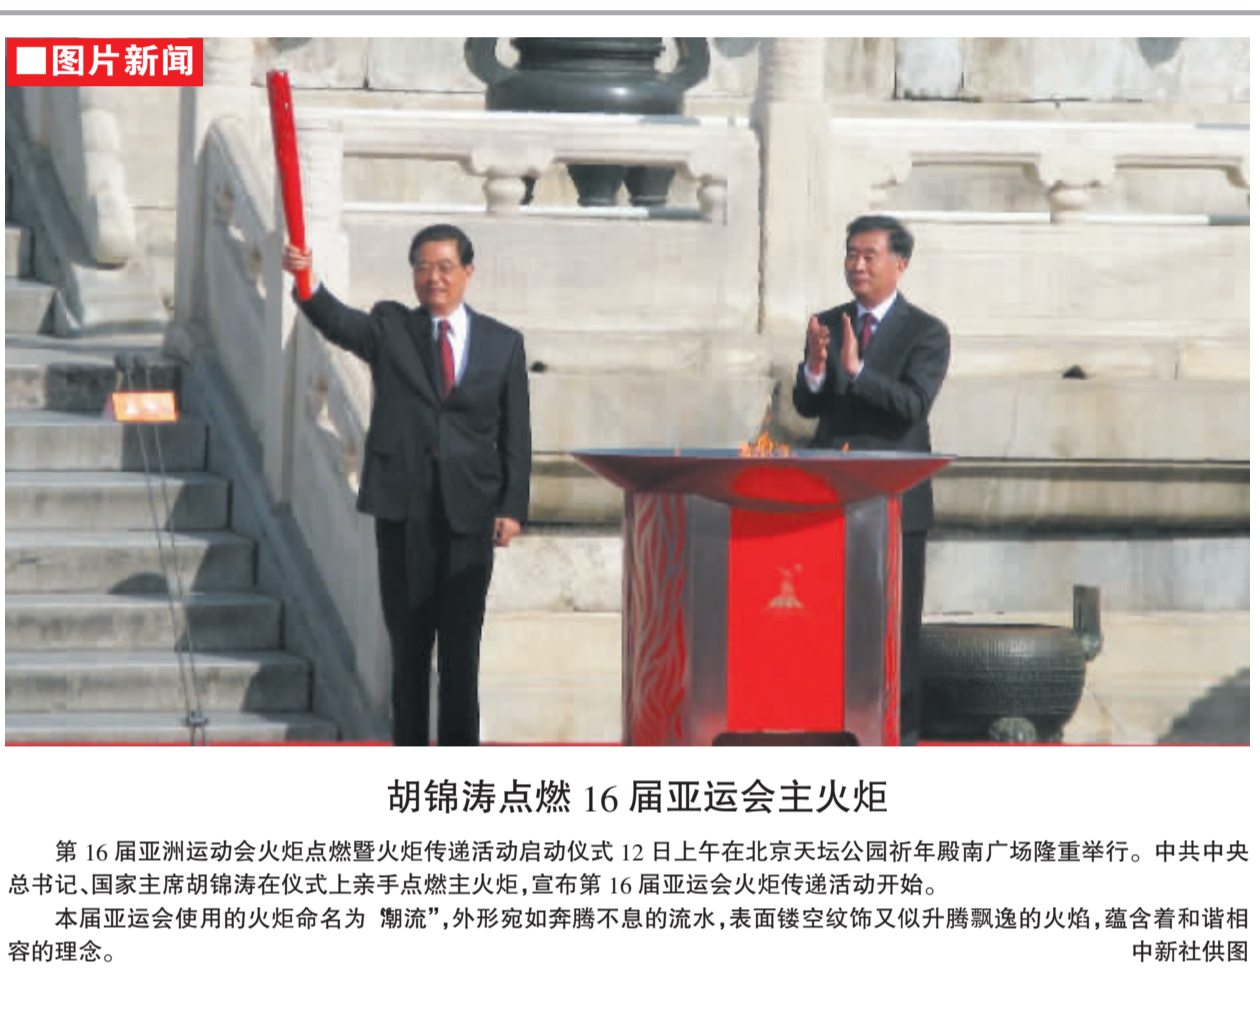 ■图片新闻
胡锦涛点燃 16 届亚运会主火炬
第 16 届亚洲运动会火炬点燃暨火炬传递活动启动仪式 12 日上午在北京天坛公园祈年殿南广场隆重举行。中共中央
总书记、国家主席胡锦涛在仪式上亲手点燃主火炬,宣布第 16 届亚运会火炬传递活动开始。
本届亚运会使用的火炬命名为“潮流”,外形宛如奔腾不息的流水,表面镂空纹饰又似升腾飘逸的火焰,蕴含着和谐相
容的理念。 中新社供图